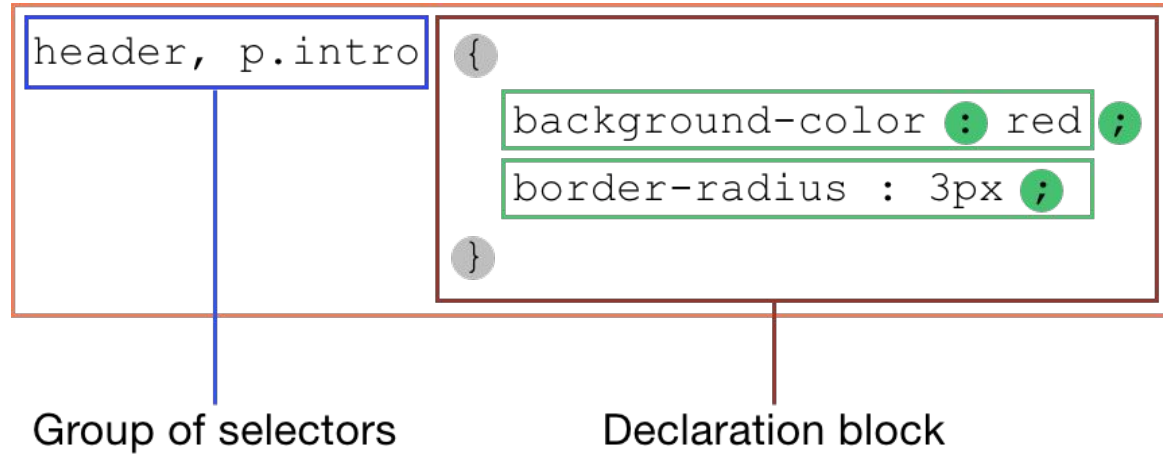 header, p.intro {
background-color : red ;
border-radius : 3px ;
}
Group of selectors Declaration block